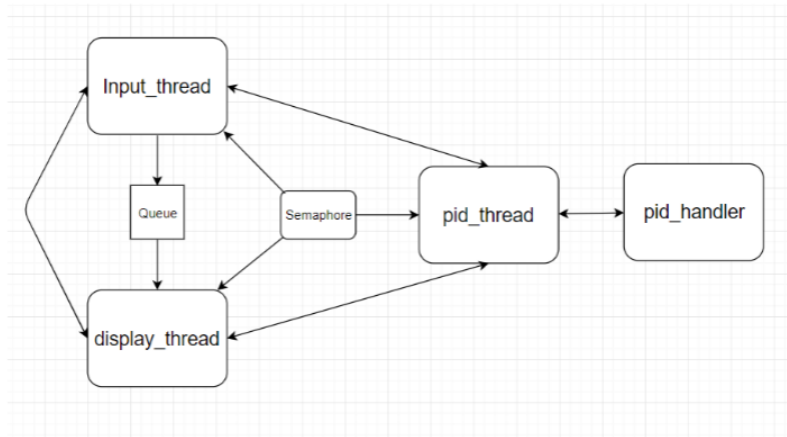 Input_thread
Queue
Semaphore
pid_thread
pid_handler
display_thread